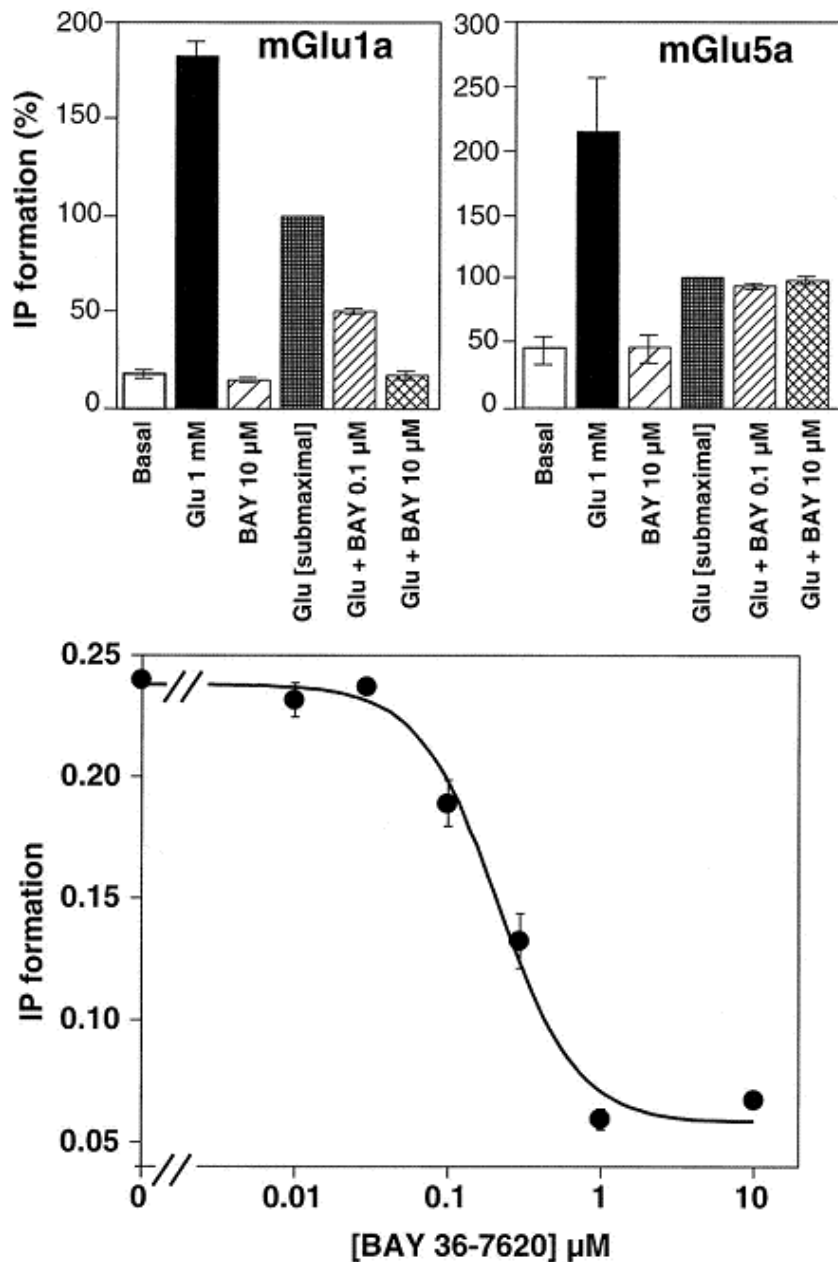 mGlu1a
IP formation (%)
200
150
100
50
0
Basal
Glu 1 mM
BAY 10 µM
Glu [submaximal]
Glu + BAY 0.1 µM
Glu + BAY 10 µM
mGlu5a
300
250
200
150
100
50
0
Basal
Glu 1 mM
BAY 10 µM
Glu [submaximal]
Glu + BAY 0.1 µM
Glu + BAY 10 µM
IP formation
0.25
0.20
0.15
0.10
0.05
0 0.01 0.1 1 10
[BAY 36-7620] µM